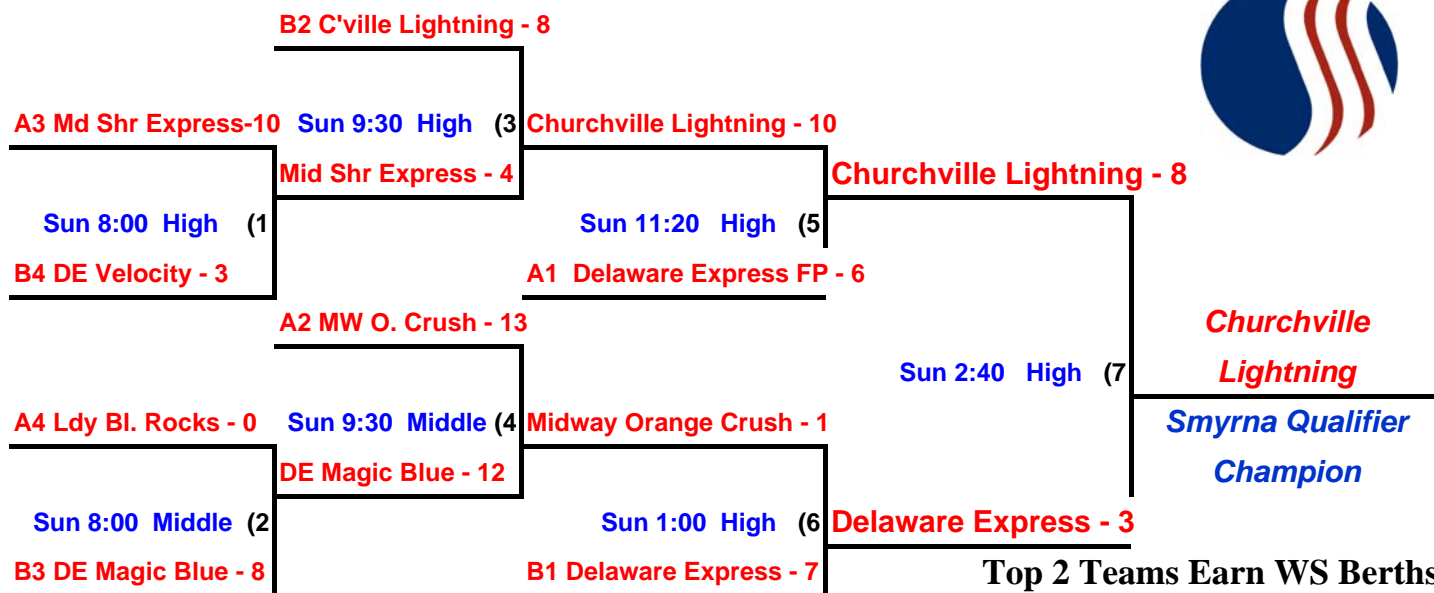 B2 C'ville Lightning - 8
A3 Md Shr Express-10 Sun 9:30 High (3 Churchville Lightning - 10
Mid Shr Express - 4 Churchville Lightning - 8
Sun 8:00 High (1 Sun 11:20 High (5
B4 DE Velocity - 3 A1 Delaware Express FP - 6
A2 MW O. Crush - 13 Churchville
Sun 2:40 High (7 Lightning
A4 Ldy Bl. Rocks - 0 Sun 9:30 Middle (4 Midway Orange Crush - 1 Smyrna Qualifier
DE Magic Blue - 12 Champion
Sun 8:00 Middle (2 Sun 1:00 High (6 Delaware Express - 3
B3 DE Magic Blue - 8 B1 Delaware Express - 7 Top 2 Teams Earn WS Berths